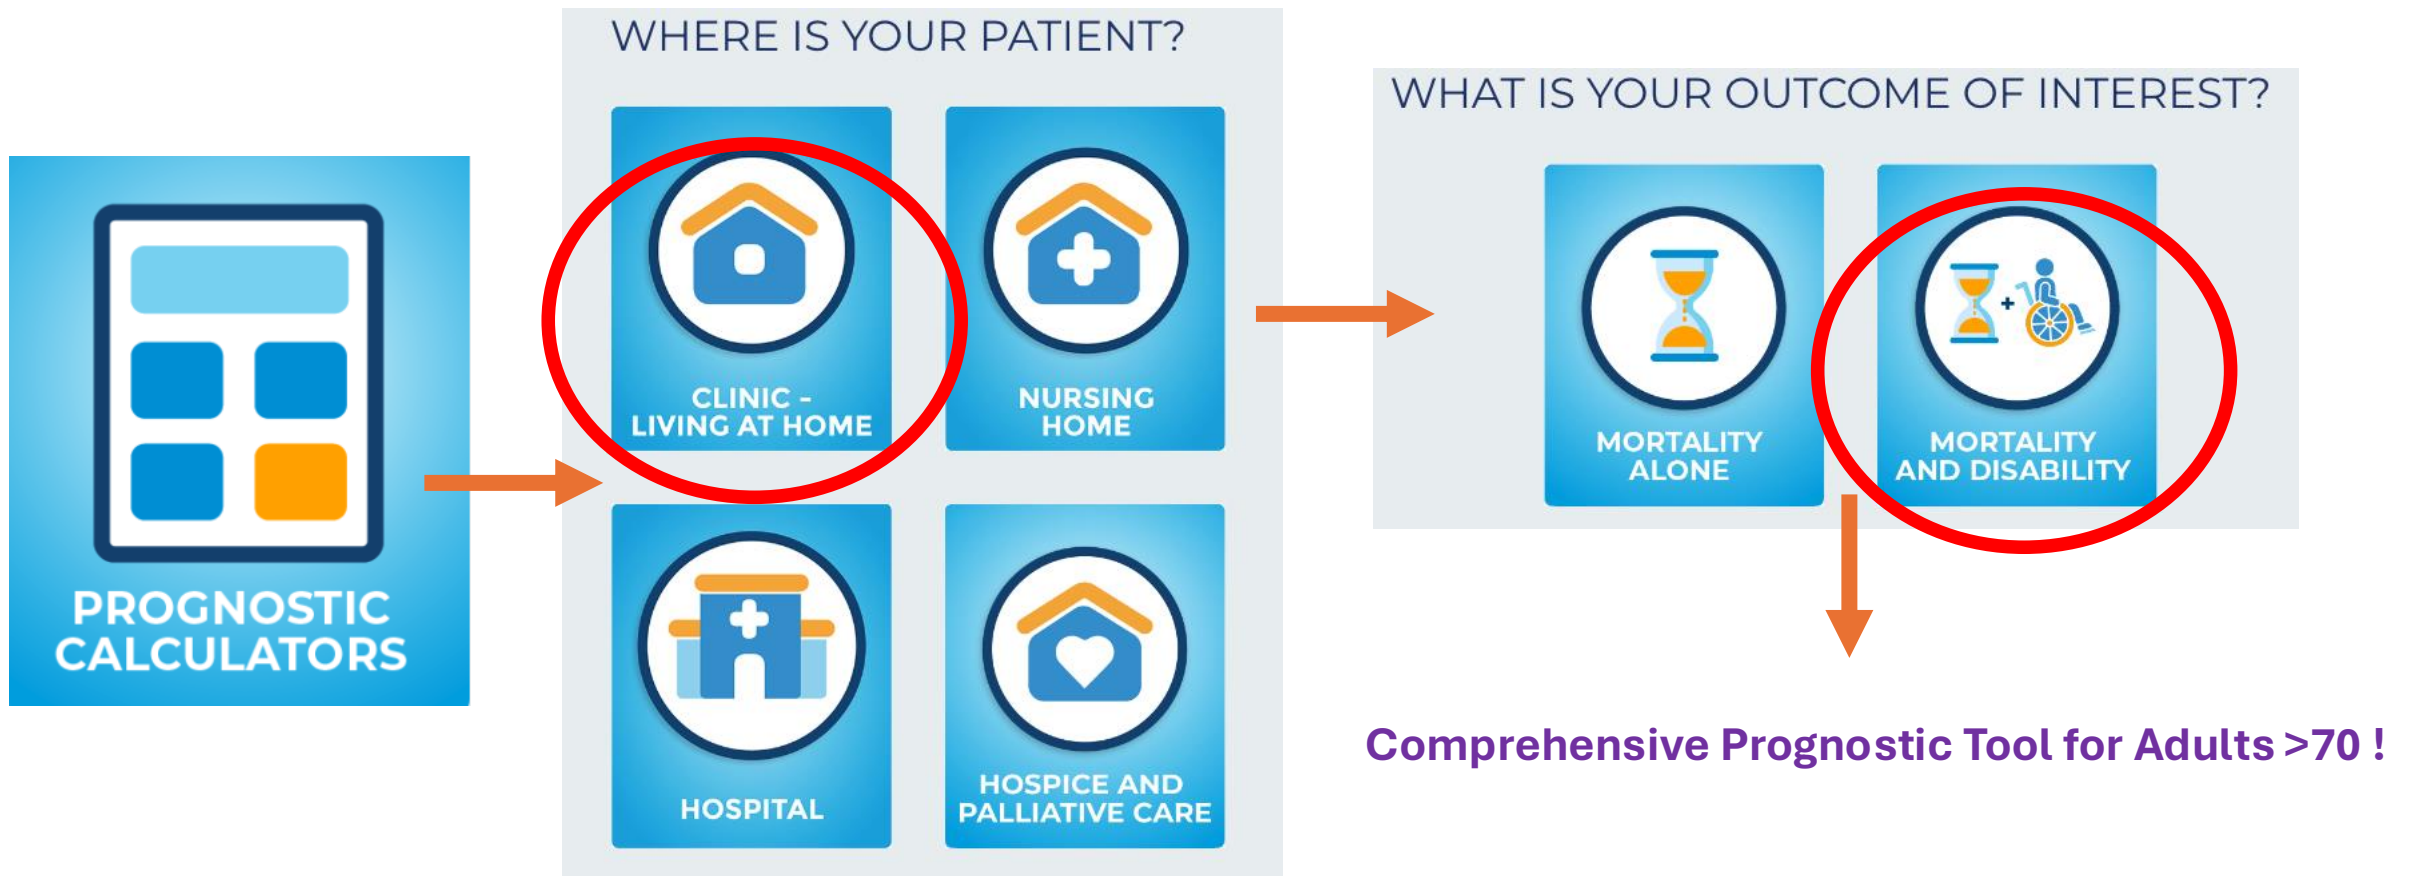 PROGNOSTIC
CALCULATORS
WHERE IS YOUR PATIENT?
CLINIC -
LIVING AT HOME
NURSING
HOME
HOSPITAL
HOSPICE AND
PALLIATIVE CARE
WHAT IS YOUR OUTCOME OF INTEREST?
MORTALITY
ALONE
MORTALITY
AND DISABILITY
Comprehensive Prognostic Tool for Adults >70 !